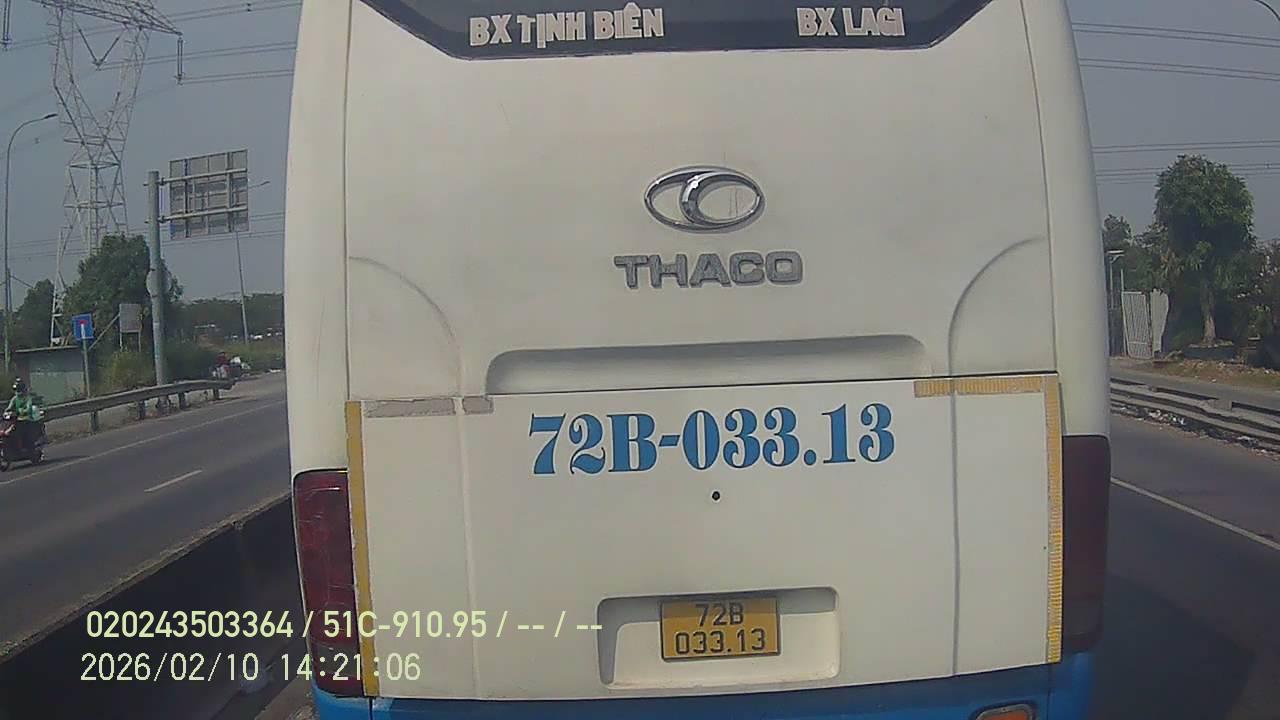 BX TỊNH BIÊN
BX LAGI
THACO
72B-033.13
72B
033.13
020243503364 / 51C-910.95 / -- / --
2026/02/10 14:21:06